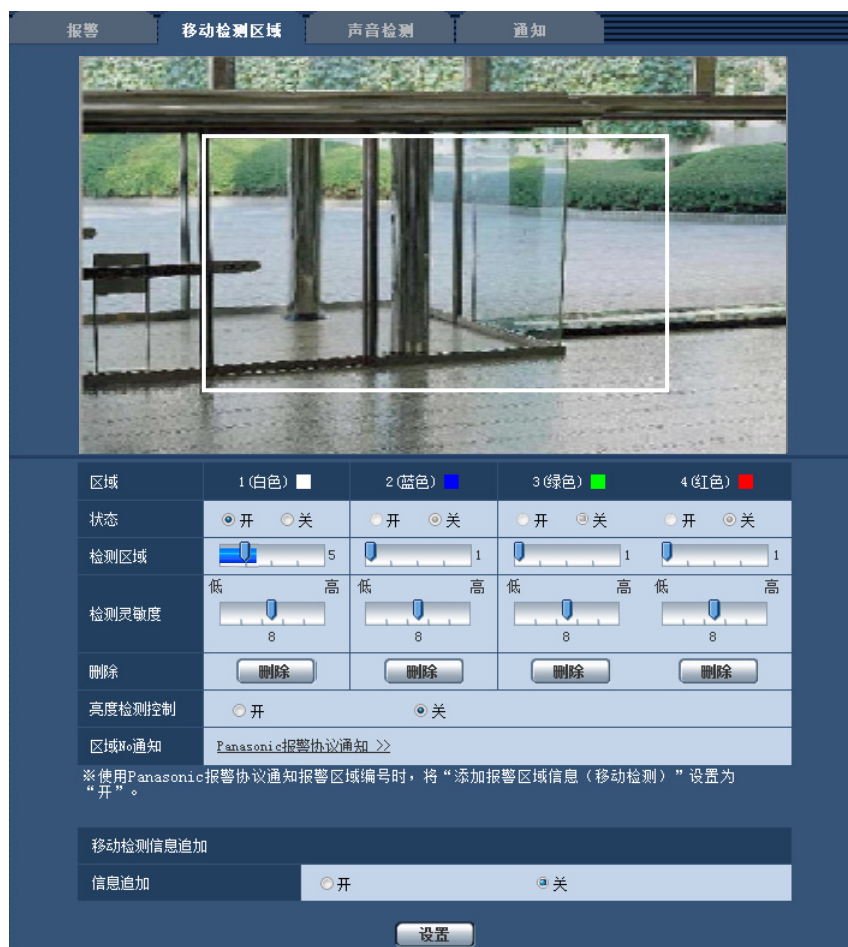 报警 移动检测区域 声音检测 通知
区域 1(白色) 2(蓝色) 3(绿色) 4(红色)
状态 开 关 开 关 开 关 开 关
检测区域 5 1 1 1
低 高 低 高 低 高 低 高
检测灵敏度
8 8 8 8
删除 删除 删除 删除 删除
亮度检测控制 开 关
区域No通知 Panasonic报警协议通知 >>
※使用Panasonic报警协议通知报警区域编号时，将“添加报警区域信息（移动检测）”设置为
“开”。
移动检测信息追加
信息追加 开 关
设置